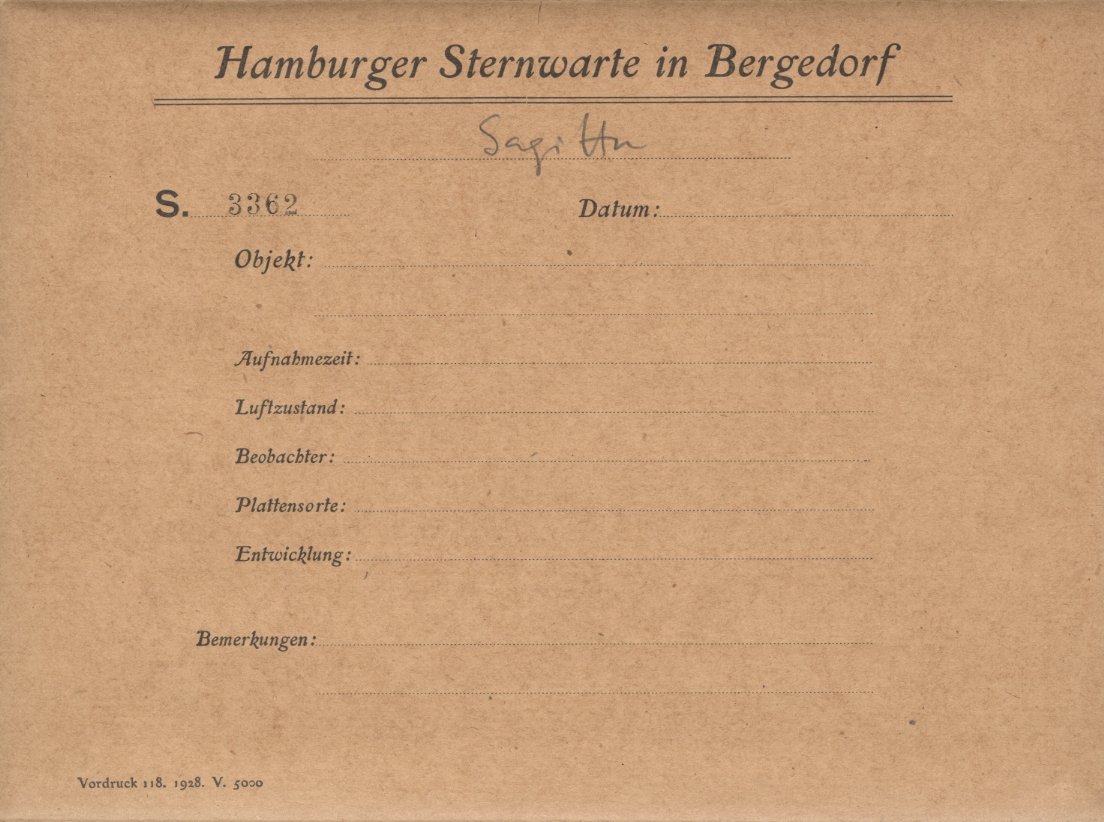 Hamburger Sternwarte in Bergedorf
Sagitta
S. 3362 Datum:
Objekt:
Aufnahmezeit:
Luftzustand:
Beobachter:
Plattensorte:
Entwicklung:
Bemerkungen:
Vordruck 118. 1928. V. 5000